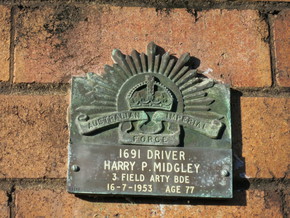 AUSTRALIAN IMPERIAL
FORCE
1691 DRIVER
HARRY P. MIDGLEY
3 FIELD ARTY BDE
16-7-1953 AGE 77